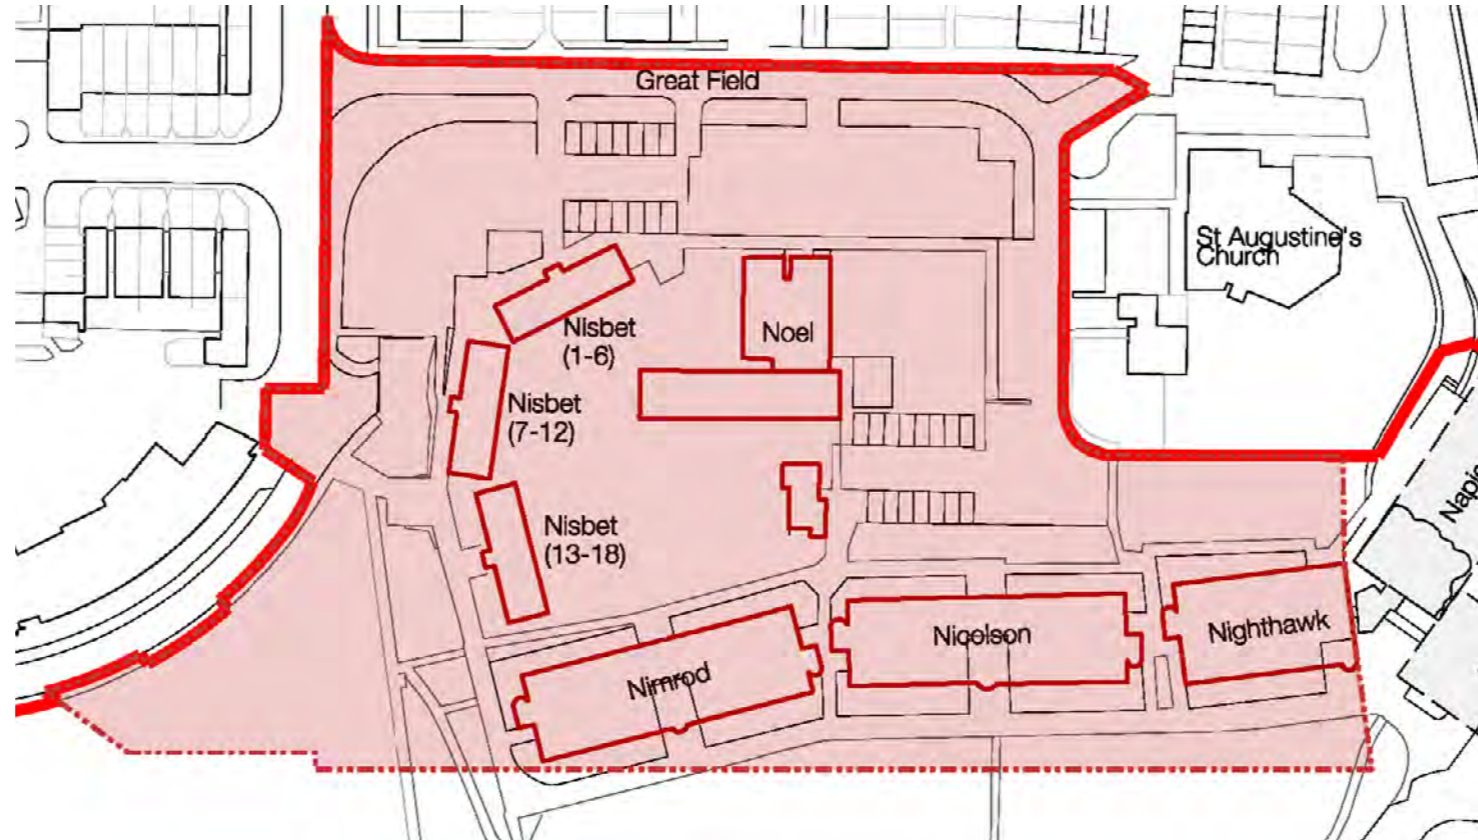 Great Field
St Augustine's
Church
Nisbet
(1-6)
Noel
Nisbet
(7-12)
Nisbet
(13-18)
Nimrod
Nicolson
Nighthawk